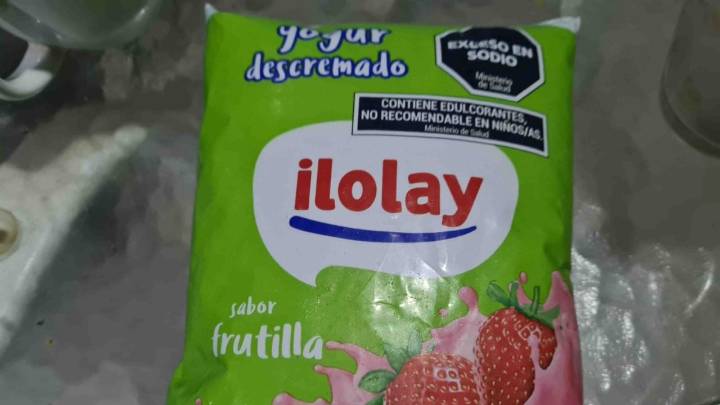 yogur
descremado
EXCESO EN
SODIO
Ministerio
de Salud
CONTIENE EDULCORANTES,
NO RECOMENDABLE EN NIÑOS/AS.
Ministerio de Salud
ilolay
sabor
frutilla